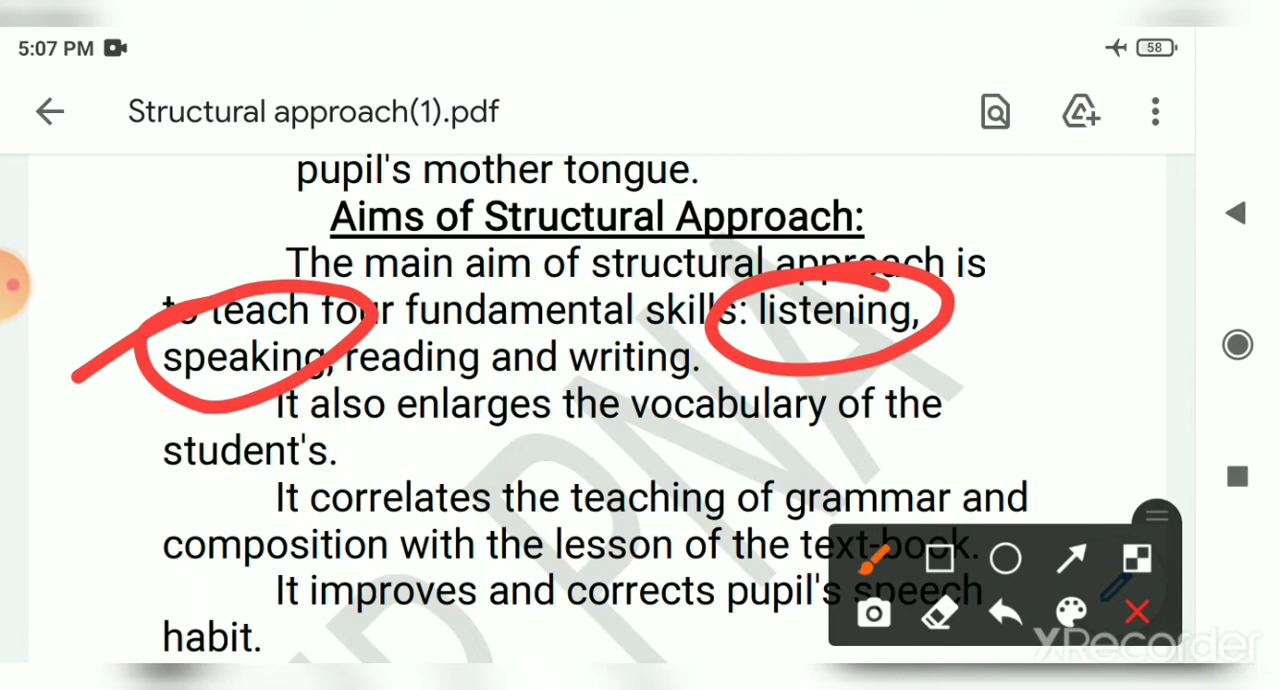 5:07 PM
58
Structural approach(1).pdf
pupil's mother tongue.
Aims of Structural Approach:
The main aim of structural approach is
to teach four fundamental skills: listening,
speaking, reading and writing.
It also enlarges the vocabulary of the
student's.
It correlates the teaching of grammar and
composition with the lesson of the text-book.
It improves and corrects pupil's speech
habit.
XRecorder